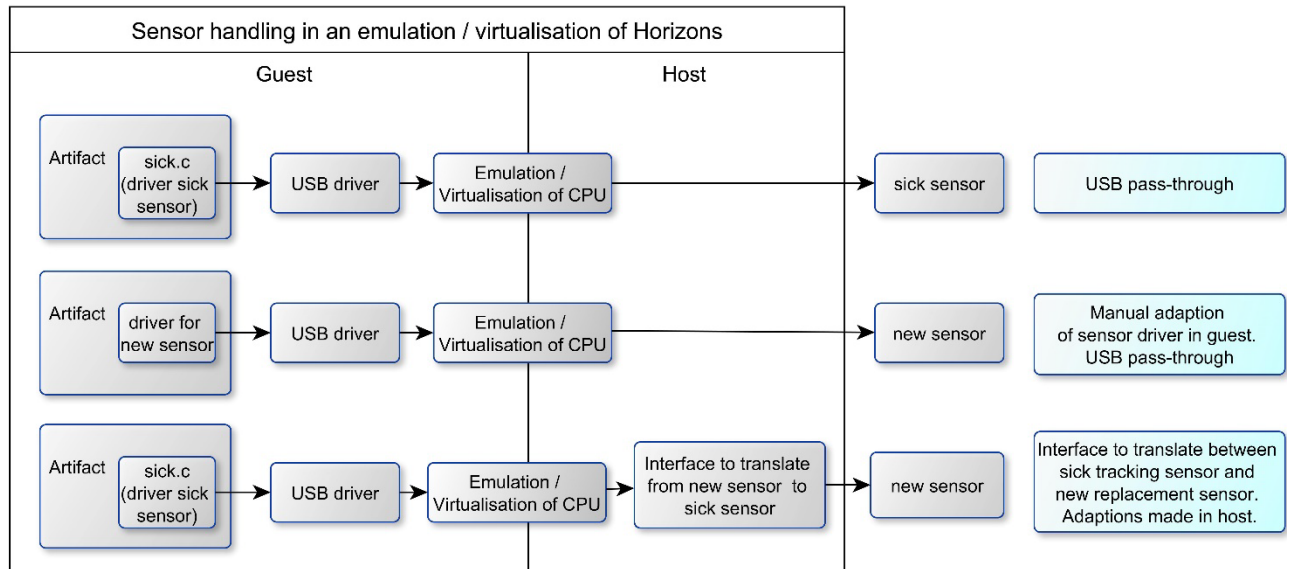 Sensor handling in an emulation / virtualisation of Horizons
Guest
Host
Artifact
sick.c
(driver sick
sensor)
USB driver
Emulation /
Virtualisation of CPU
sick sensor
USB pass-through
Artifact
driver for
new sensor
USB driver
Emulation /
Virtualisation of CPU
new sensor
Manual adaption
of sensor driver in guest.
USB pass-through
Artifact
sick.c
(driver sick
sensor)
USB driver
Emulation /
Virtualisation of CPU
Interface to translate
from new sensor to
sick sensor
new sensor
Interface to translate between
sick tracking sensor and
new replacement sensor.
Adaptions made in host.